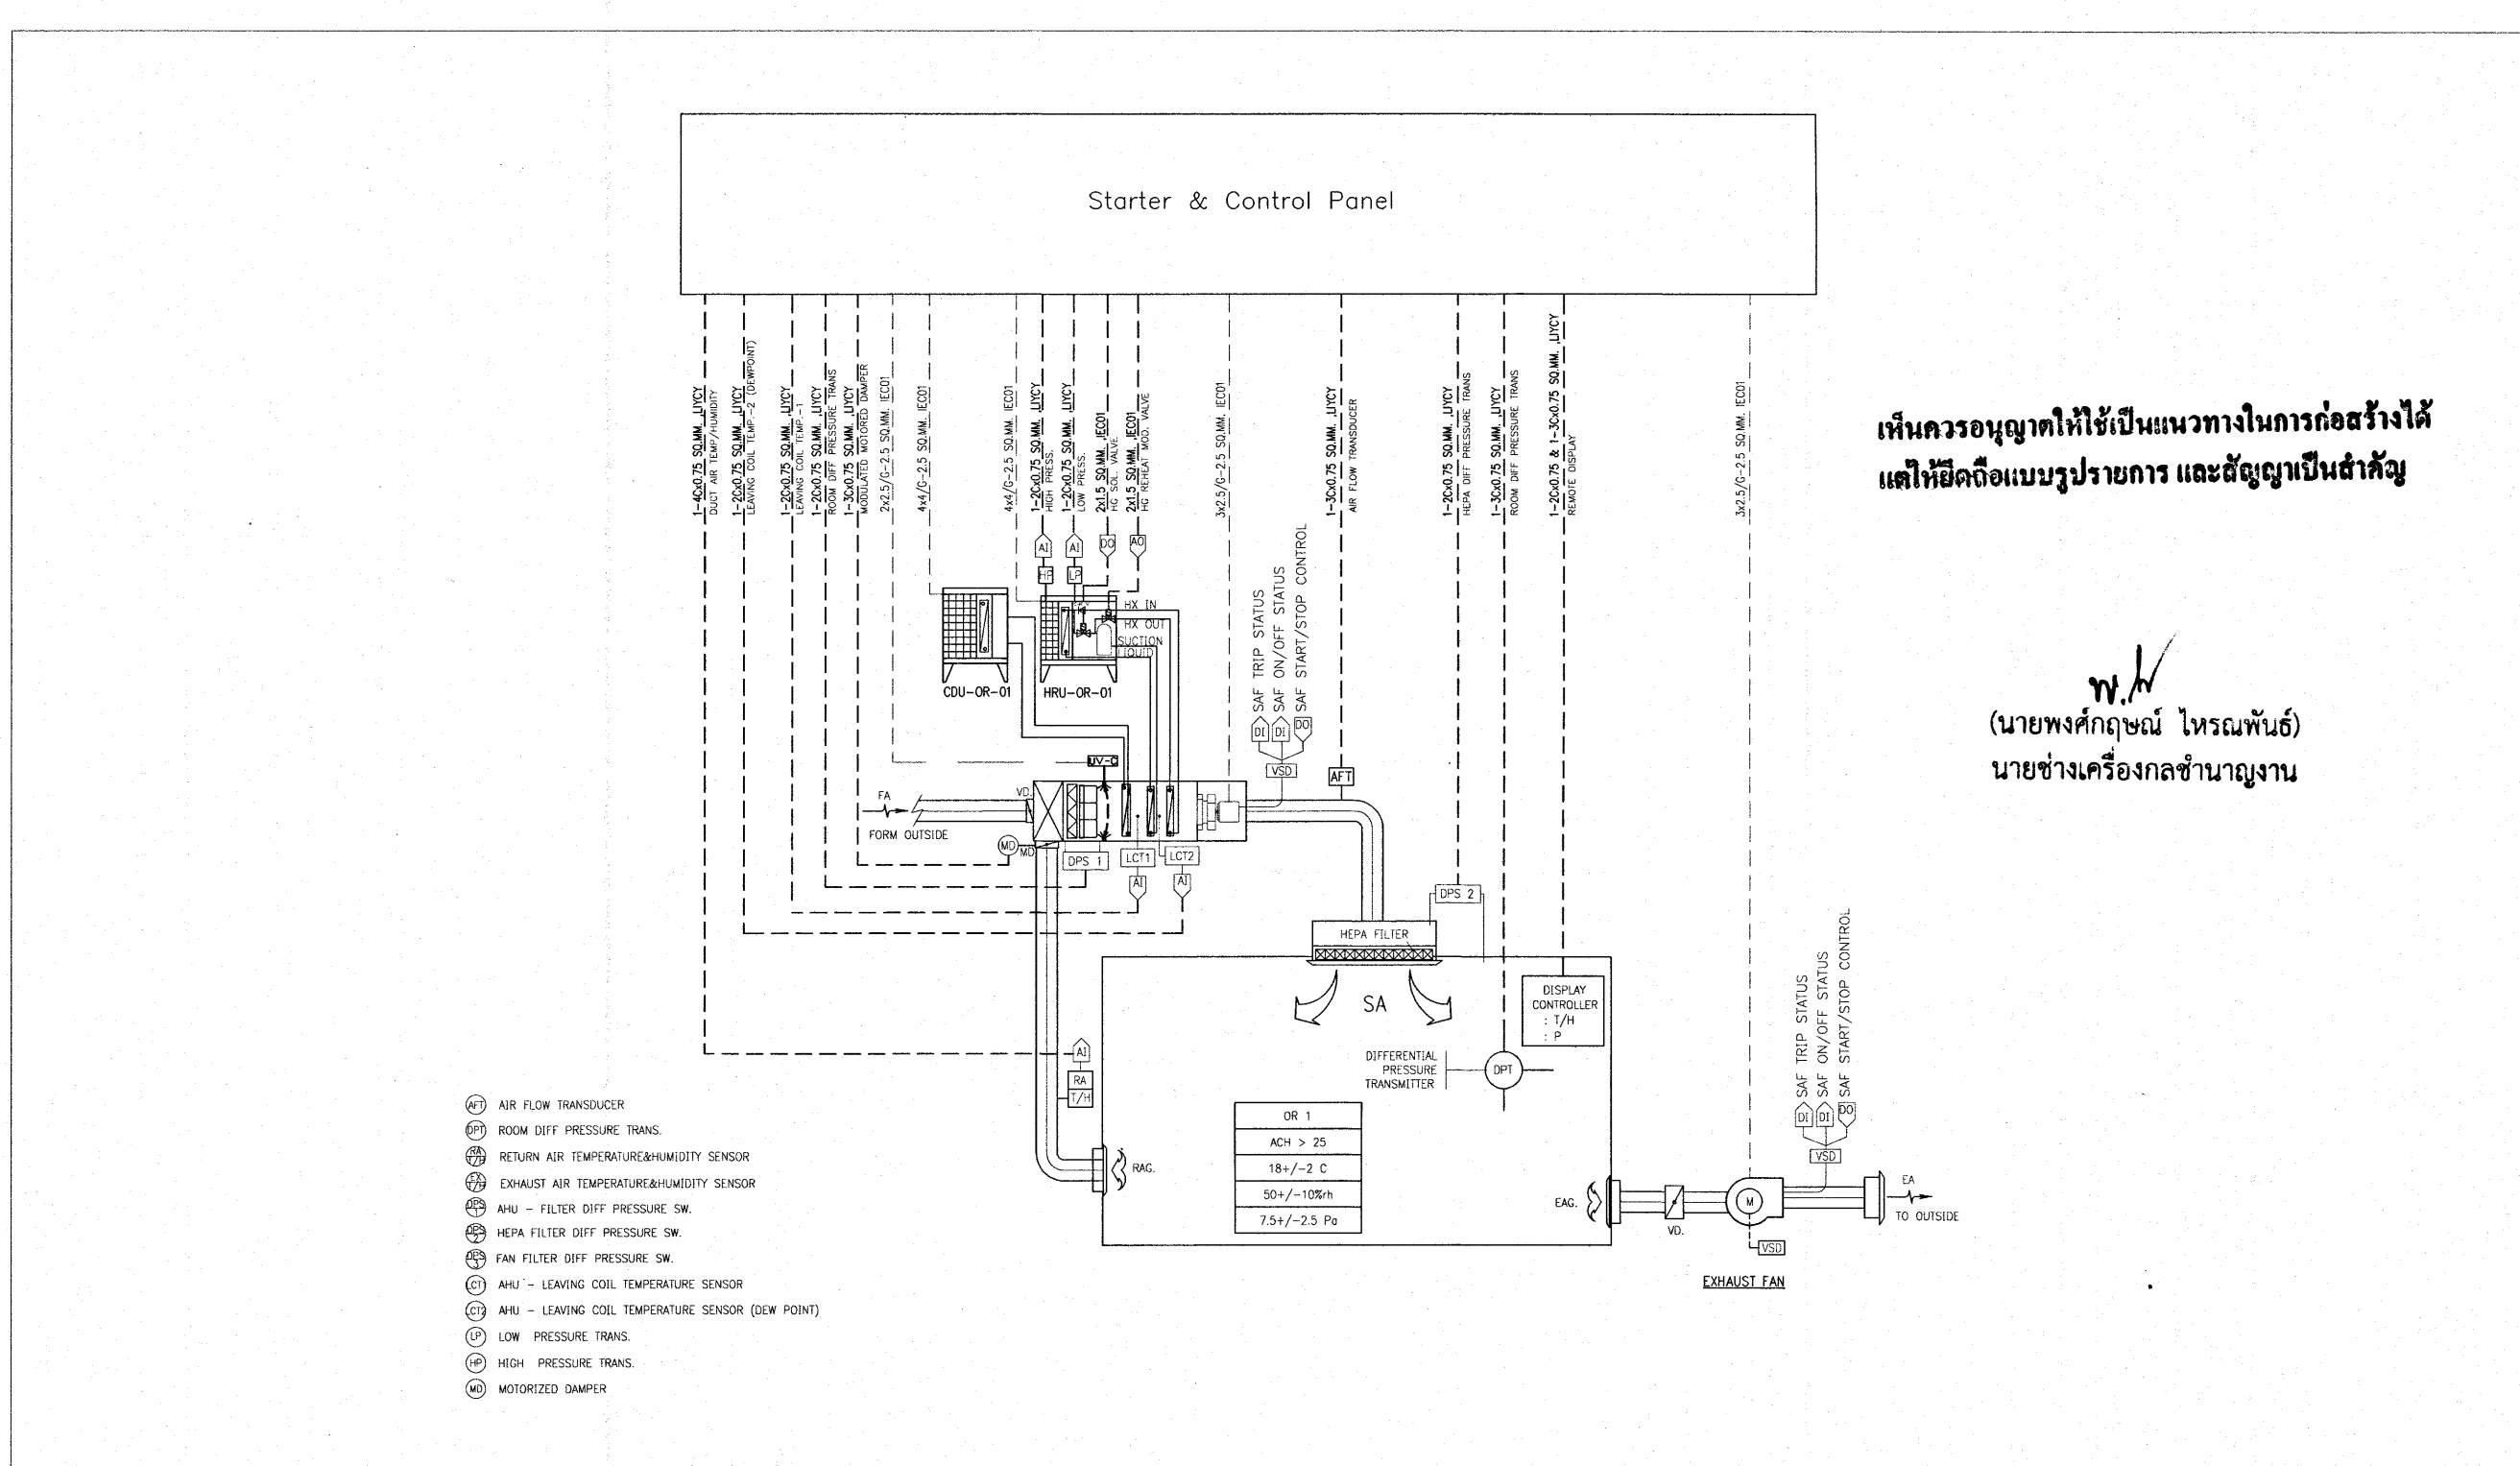 Starter & Control Panel
1-4Cx0.75 SQ.MM. ,LIYCY
DUCT AIR TEMP/HUMIDITY
1-2Cx0.75 SQ.MM. ,LIYCY
LEAVING COIL TEMP.-2 (DEWPOINT)
1-2Cx0.75 SQ.MM. ,LIYCY
LEAVING COIL TEMP.-1
1-2Cx0.75 SQ.MM. ,LIYCY
ROOM DIFF PRESSURE TRANS
1-3Cx0.75 SQ.MM. ,LIYCY
MODULATED MOTORED DAMPER
2x2.5/G-2.5 SQ.MM. IEC01
4x4/G-2.5 SQ.MM. IEC01
4x4/G-2.5 SQ.MM. IEC01
1-2Cx0.75 SQ.MM. ,LIYCY
HIGH PRESS.
1-2Cx0.75 SQ.MM. ,LIYCY
LOW PRESS.
2x1.5 SQ.MM. ,IEC01
HG SOL. VALVE
2x1.5 SQ.MM. ,IEC01
HG REHEAT MOD. VALVE
3x2.5/G-2.5 SQ.MM. IEC01
1-3Cx0.75 SQ.MM. ,LIYCY
AIR FLOW TRANSDUCER
1-2Cx0.75 SQ.MM. ,LIYCY
HEPA DIFF PRESSURE TRANS
1-3Cx0.75 SQ.MM. ,LIYCY
ROOM DIFF PRESSURE TRANS
1-2Cx0.75 & 1-3Cx0.75 SQ.MM. ,LIYCY
REMOTE DISPLAY
3x2.5/G-2.5 SQ.MM. IEC01
เห็นควรอนุญาตให้ใช้เป็นแนวทางในการก่อสร้างได้
แต่ให้ยึดถือแบบรูปรายการ และสัญญาเป็นสำคัญ
(นายพงศ์กฤษณ์ ไหรณพันธ์)
นายช่างเครื่องกลชำนาญงาน
AI
AI
DO
AO
HP
LP
HX IN
HX OUT
SUCTION
LIQUID
CDU-OR-01
HRU-OR-01
SAF TRIP STATUS
SAF ON/OFF STATUS
SAF START/STOP CONTROL
DI
DI
DO
VSD
AFT
UV-C
FA
FORM OUTSIDE
VD.
MD
MD
DPS 1
LCT1
LCT2
AI
AI
DPS 2
HEPA FILTER
SA
DISPLAY
CONTROLLER
: T/H
: P
DIFFERENTIAL
PRESSURE
TRANSMITTER
DPT
AI
RA
T/H
RAG.
OR 1
ACH > 25
18+/-2 C
50+/-10%rh
7.5+/-2.5 Pa
SAF TRIP STATUS
SAF ON/OFF STATUS
SAF START/STOP CONTROL
DI
DI
DO
VSD
EAG.
VD.
M
VSD
EA
TO OUTSIDE
EXHAUST FAN
AFT AIR FLOW TRANSDUCER
DPT ROOM DIFF PRESSURE TRANS.
RA T/H RETURN AIR TEMPERATURE&HUMIDITY SENSOR
EX T/H EXHAUST AIR TEMPERATURE&HUMIDITY SENSOR
DPS 1 AHU - FILTER DIFF PRESSURE SW.
DPS 2 HEPA FILTER DIFF PRESSURE SW.
DPS 3 FAN FILTER DIFF PRESSURE SW.
LCT1 AHU - LEAVING COIL TEMPERATURE SENSOR
LCT2 AHU - LEAVING COIL TEMPERATURE SENSOR (DEW POINT)
LP LOW PRESSURE TRANS.
HP HIGH PRESSURE TRANS.
MD MOTORIZED DAMPER